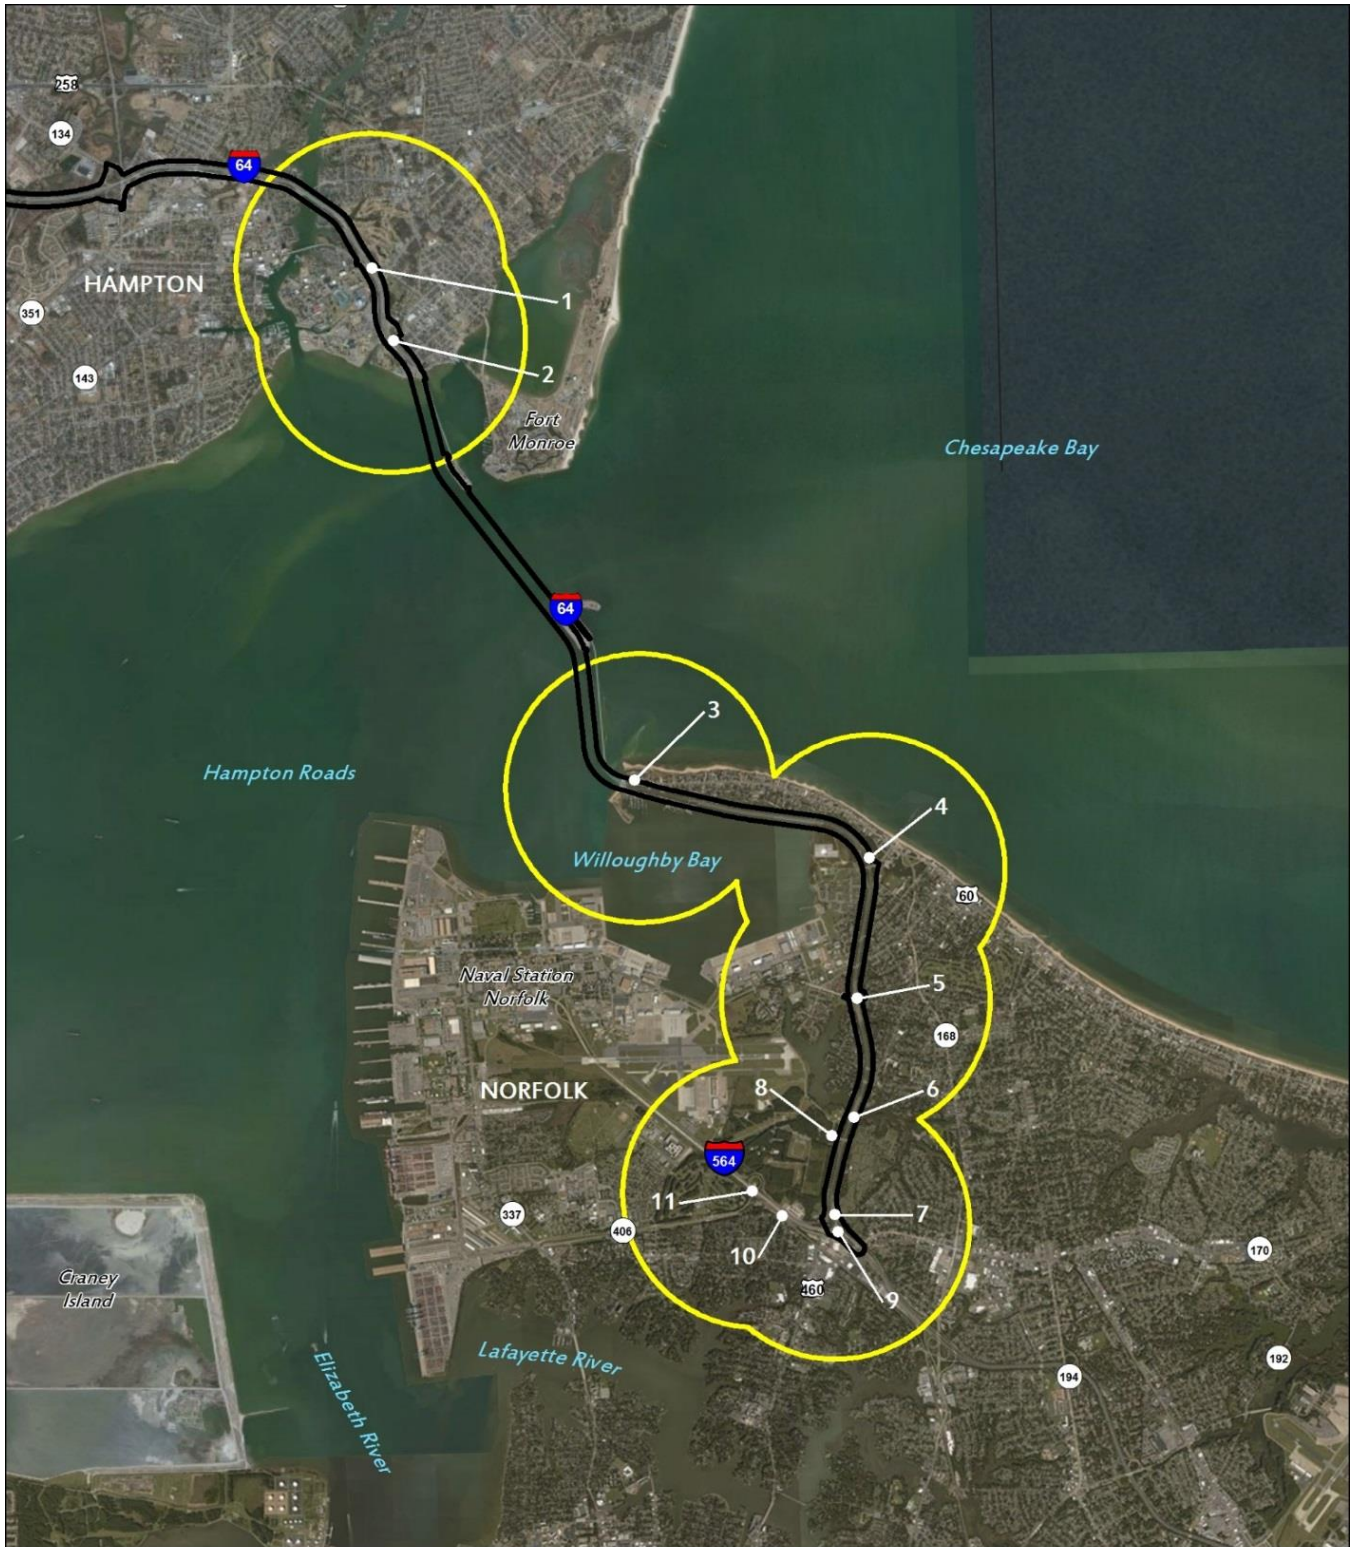 258
134
64
HAMPTON
351
1
143
2
Fort
Monroe
Chesapeake Bay
64
3
Hampton Roads
4
Willoughby Bay
60
Naval Station
Norfolk
5
168
NORFOLK
8
6
564
11
337
406
7
10
170
Craney
Island
460
9
Lafayette River
192
194
Elizabeth River